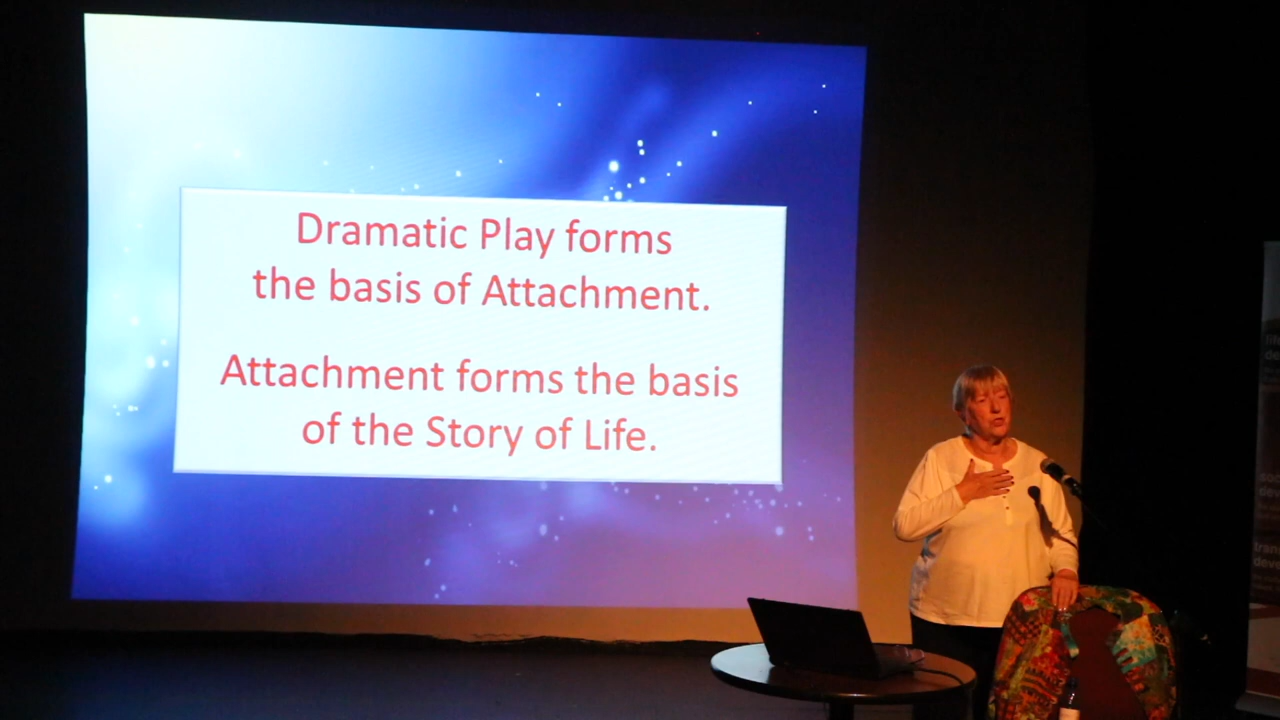 Dramatic Play forms
the basis of Attachment.
Attachment forms the basis
of the Story of Life.